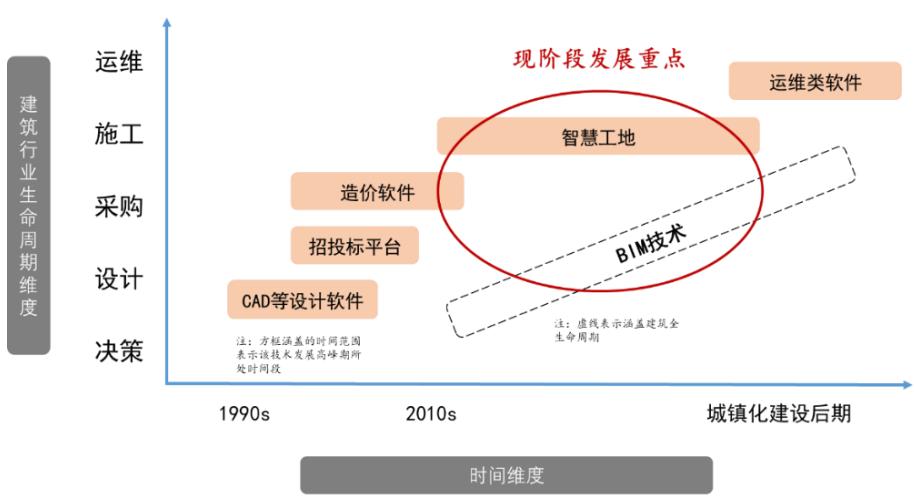 现阶段发展重点
运维
运维类软件
施工
智慧工地
采购
造价软件
招投标平台
BIM技术
设计
CAD等设计软件
注：虚线表示涵盖建筑全
生命周期
注：方框涵盖的时间范围
表示该技术发展高峰期所
处时间段
决策
建筑行业生命周期维度
1990s
2010s
城镇化建设后期
时间维度